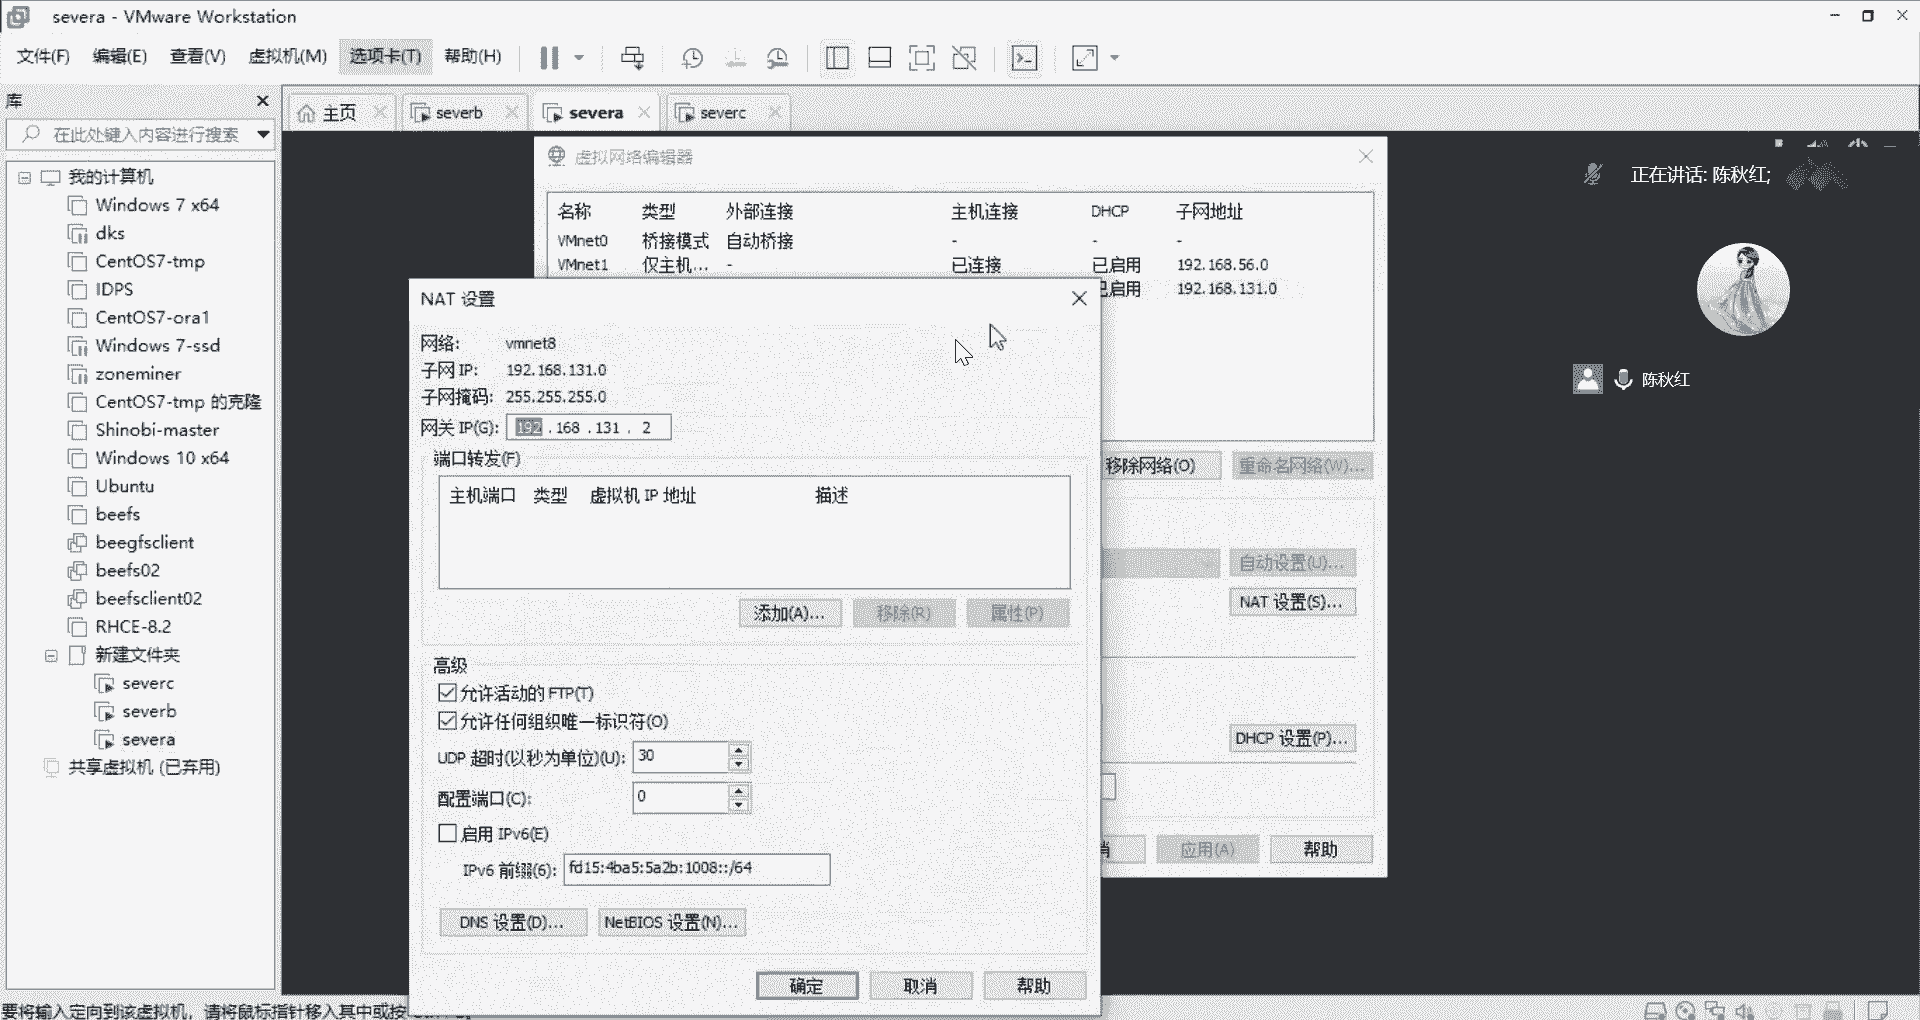 severa - VMware Workstation
文件(F) 编辑(E) 查看(V) 虚拟机(M) 选项卡(T) 帮助(H)
库
在此处键入内容进行搜索
我的计算机
Windows 7 x64
dks
CentOS7-tmp
IDPS
CentOS7-ora1
Windows 7-ssd
zoneminer
CentOS7-tmp 的克隆
Shinobi-master
Windows 10 x64
Ubuntu
beefs
beegfsclient
beefs02
beefsclient02
RHCE-8.2
新建文件夹
severc
severb
severa
共享虚拟机 (已弃用)
主页 severb severa severc
虚拟网络编辑器
名称 类型 外部连接 主机连接 DHCP 子网地址
VMnet0 桥接模式 自动桥接 - - -
VMnet1 仅主机... - 已连接 已启用 192.168.56.0
已启用 192.168.131.0
移除网络(O) 重命名网络(W)...
自动设置(U)...
NAT 设置(S)...
DHCP 设置(P)...
应用(A) 帮助
NAT 设置
网络: vmnet8
子网 IP: 192.168.131.0
子网掩码: 255.255.255.0
网关 IP(G): 192 . 168 . 131 . 2
端口转发(F)
主机端口 类型 虚拟机 IP 地址 描述
添加(A)... 移除(R) 属性(P)
高级
允许活动的 FTP(T)
允许任何组织唯一标识符(O)
UDP 超时(以秒为单位)(U): 30
配置端口(C): 0
启用 IPv6(E)
IPv6 前缀(6): fd15:4ba5:5a2b:1008::/64
DNS 设置(D)... NetBIOS 设置(N)...
确定 取消 帮助
正在讲话: 陈秋红;
陈秋红
要将输入定向到该虚拟机，请将鼠标指针移入其中或按